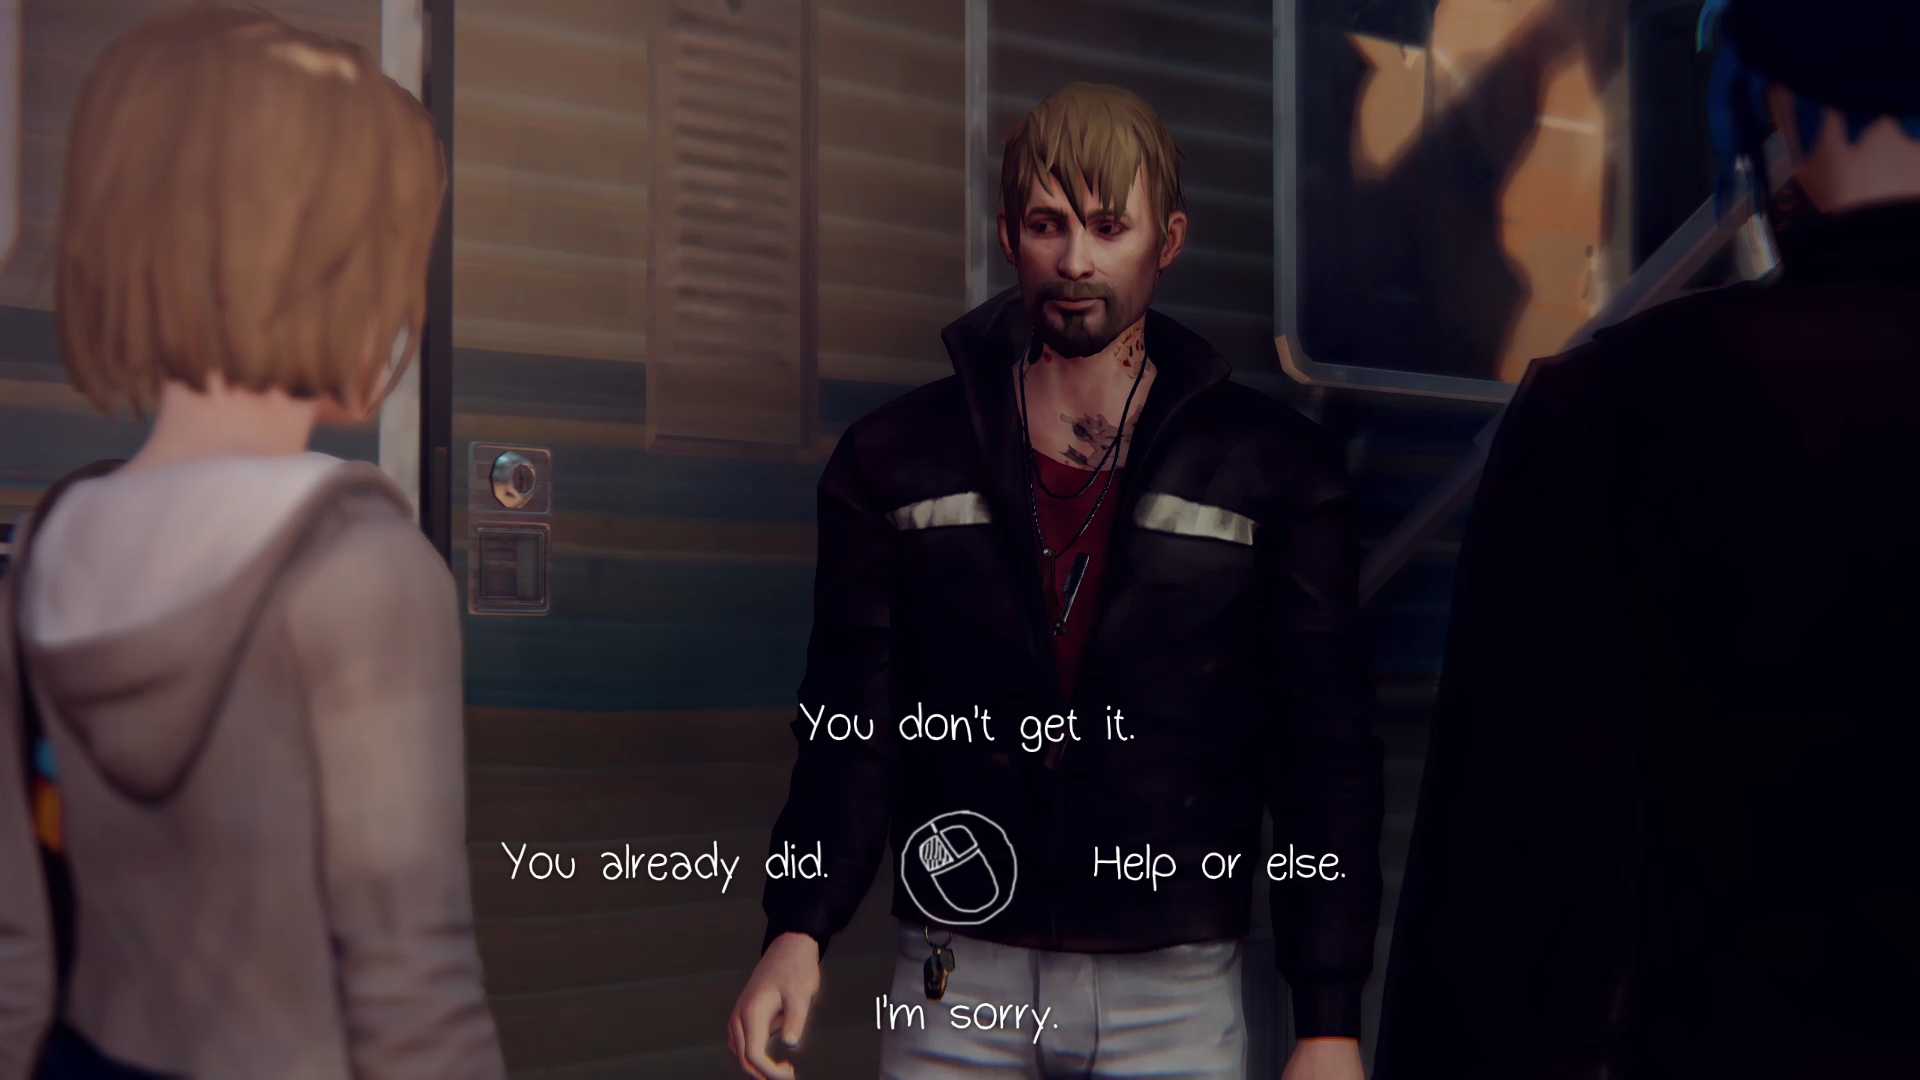 You don't get it.
You already did.
Help or else.
I'm sorry.